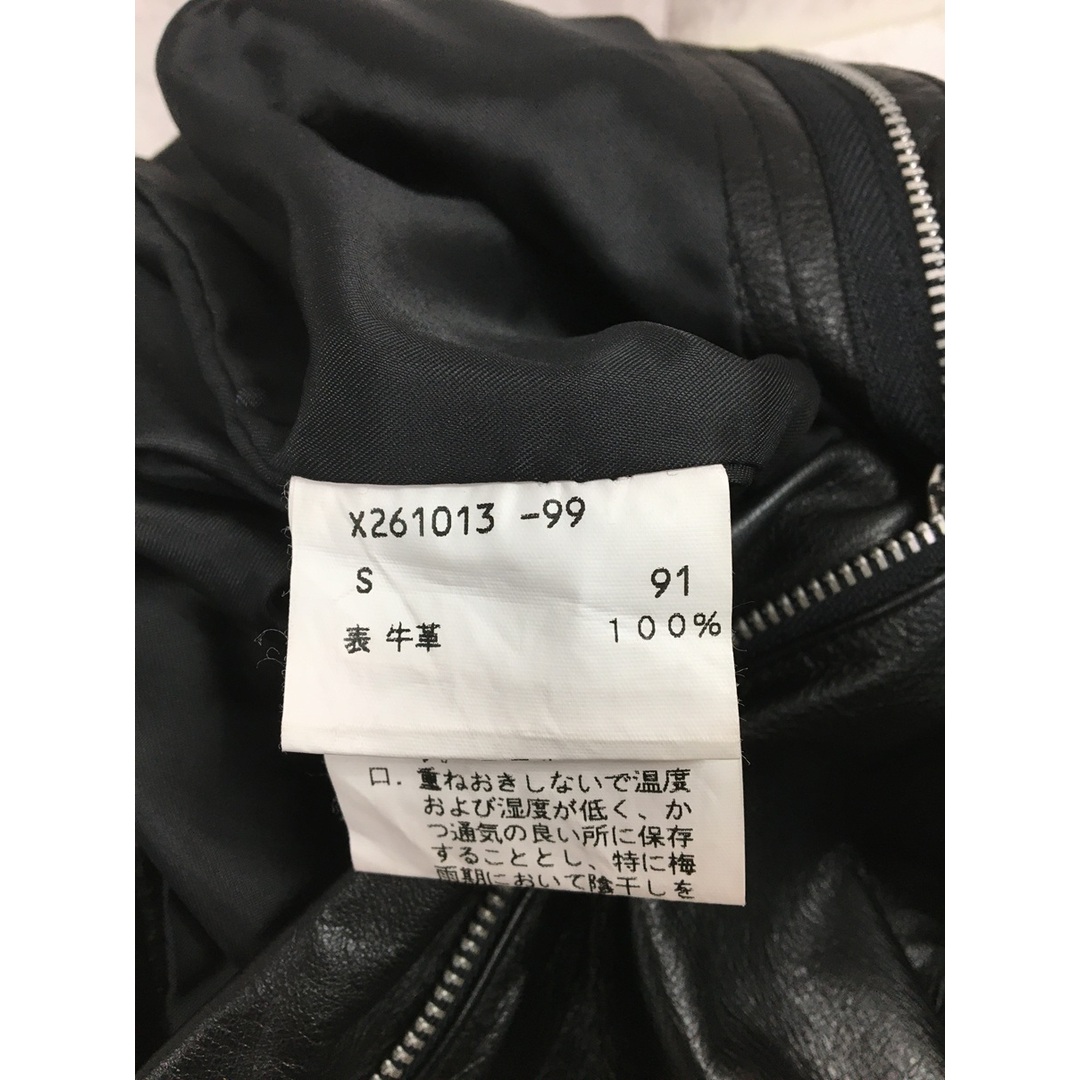 X261013 -99
S 91
表 牛革 100%
口. 重ねおきしないで温度
および湿度が低く、か
つ通気の良い所に保存
することとし、特に梅
雨期において陰干しを